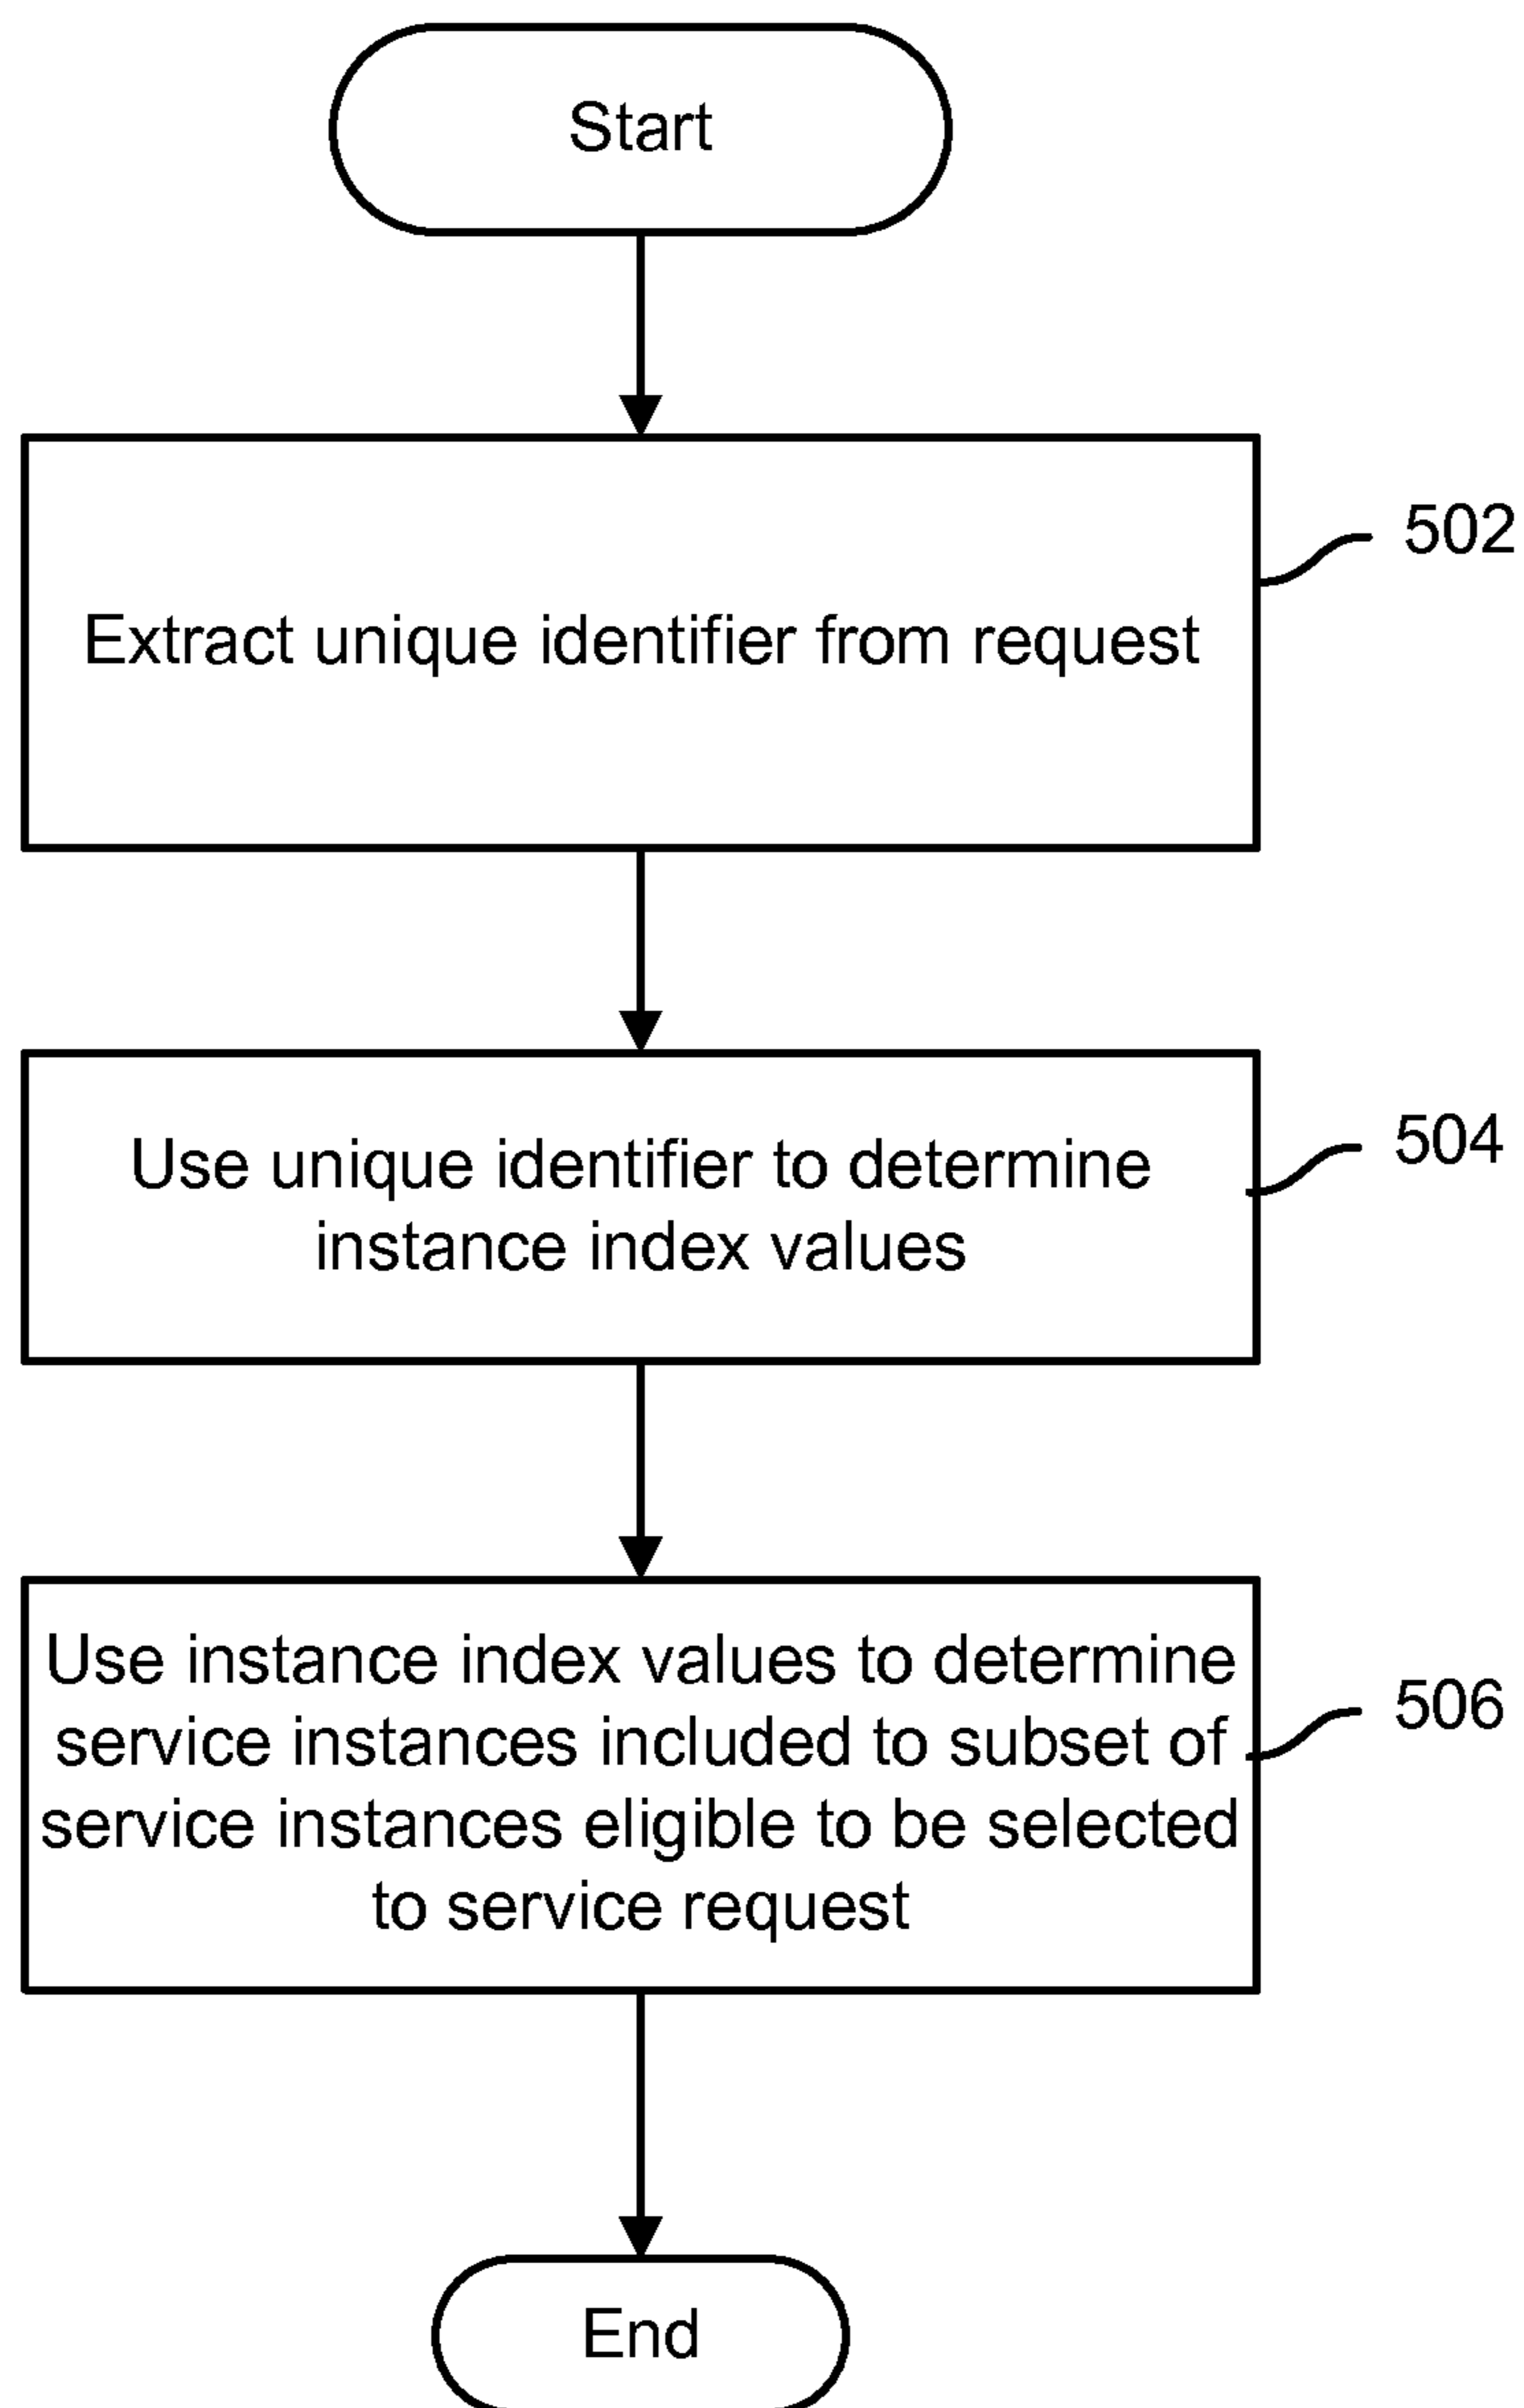 Start
502
Extract unique identifier from request
504
Use unique identifier to determine
instance index values
506
Use instance index values to determine
service instances included to subset of
service instances eligible to be selected
to service request
End